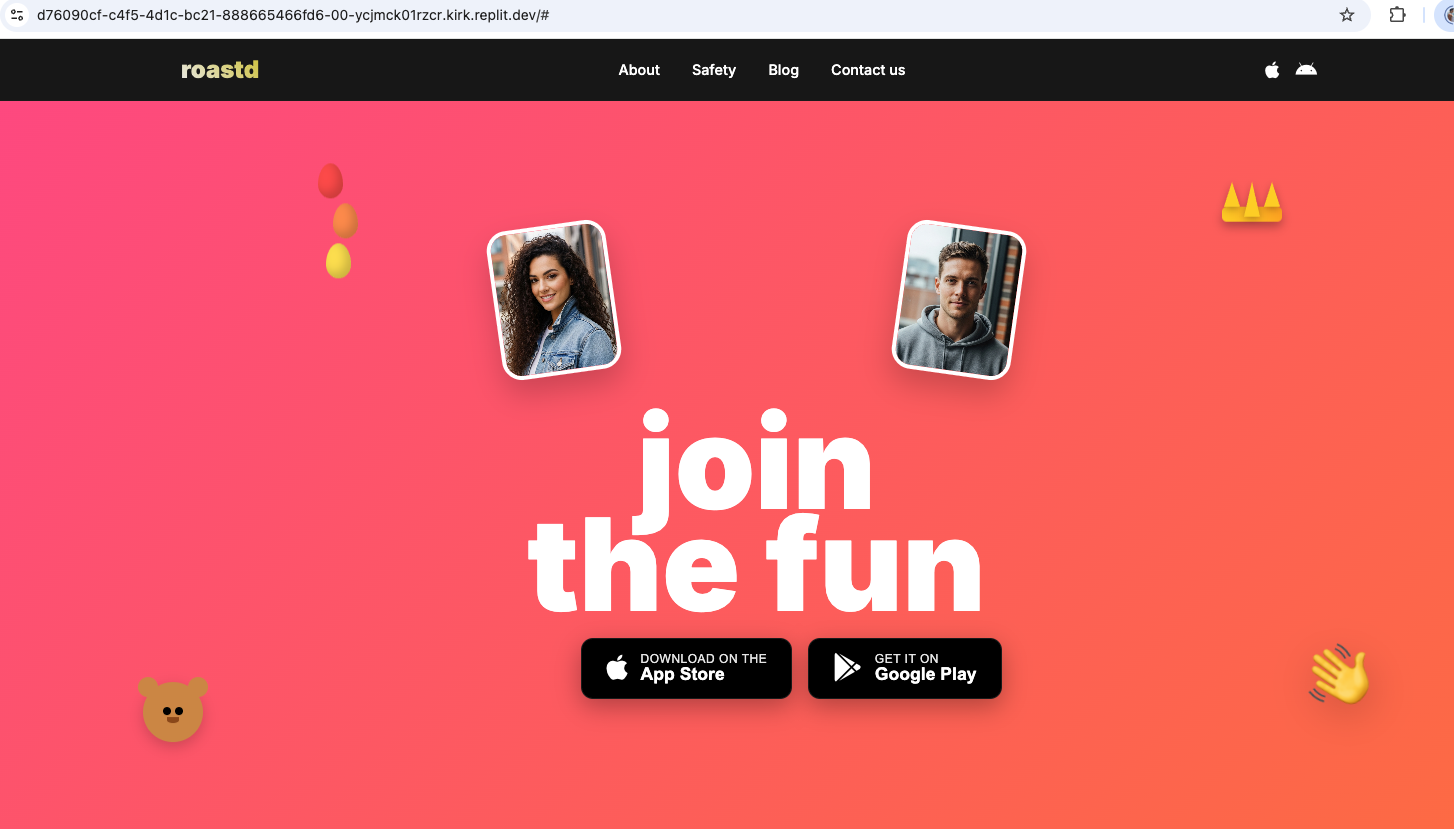 d76090cf-c4f5-4d1c-bc21-888665466fd6-00-ycjmck01rzcr.kirk.replit.dev/#
roastd
About
Safety
Blog
Contact us
join
the fun
DOWNLOAD ON THE
App Store
GET IT ON
Google Play